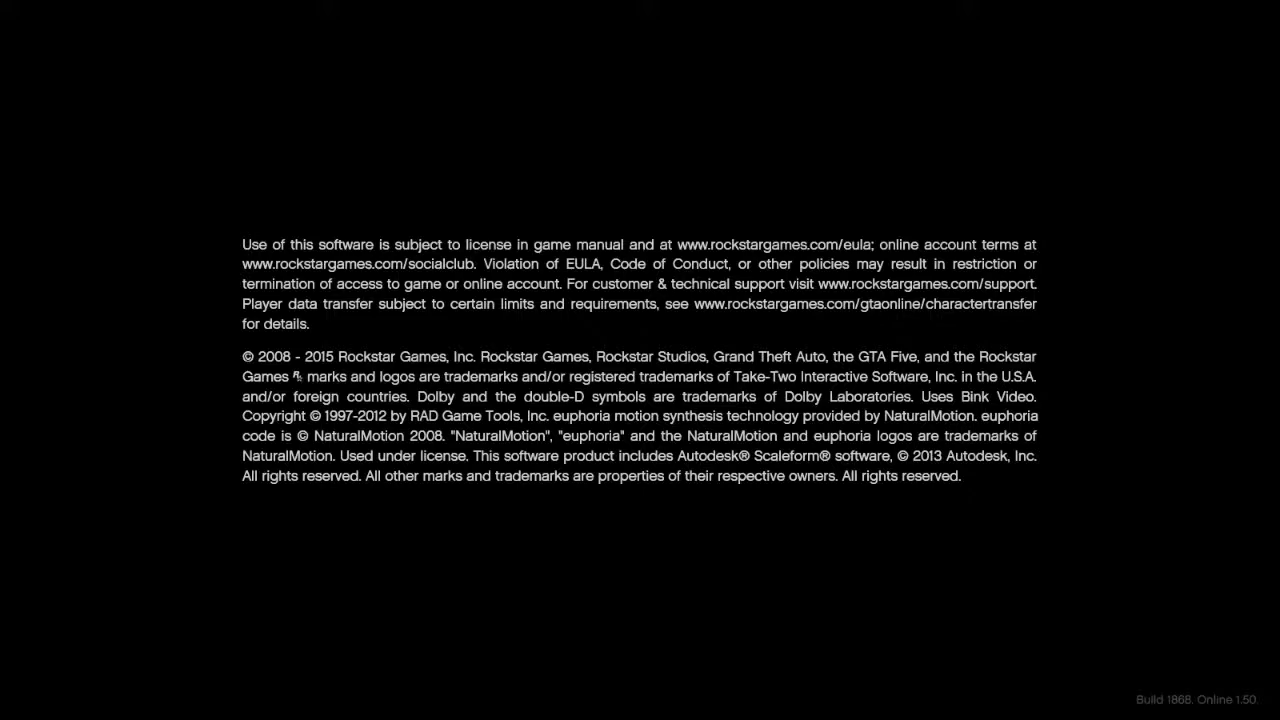 Use of this software is subject to license in game manual and at www.rockstargames.com/eula; online account terms at
www.rockstargames.com/socialclub. Violation of EULA, Code of Conduct, or other policies may result in restriction or
termination of access to game or online account. For customer & technical support visit www.rockstargames.com/support.
Player data transfer subject to certain limits and requirements, see www.rockstargames.com/gtaonline/charactertransfer
for details.
© 2008 - 2015 Rockstar Games, Inc. Rockstar Games, Rockstar Studios, Grand Theft Auto, the GTA Five, and the Rockstar
Games R* marks and logos are trademarks and/or registered trademarks of Take-Two Interactive Software, Inc. in the U.S.A.
and/or foreign countries. Dolby and the double-D symbols are trademarks of Dolby Laboratories. Uses Bink Video.
Copyright © 1997-2012 by RAD Game Tools, Inc. euphoria motion synthesis technology provided by NaturalMotion. euphoria
code is © NaturalMotion 2008. "NaturalMotion", "euphoria" and the NaturalMotion and euphoria logos are trademarks of
NaturalMotion. Used under license. This software product includes Autodesk® Scaleform® software, © 2013 Autodesk, Inc.
All rights reserved. All other marks and trademarks are properties of their respective owners. All rights reserved.
Build 1868. Online 1.50.